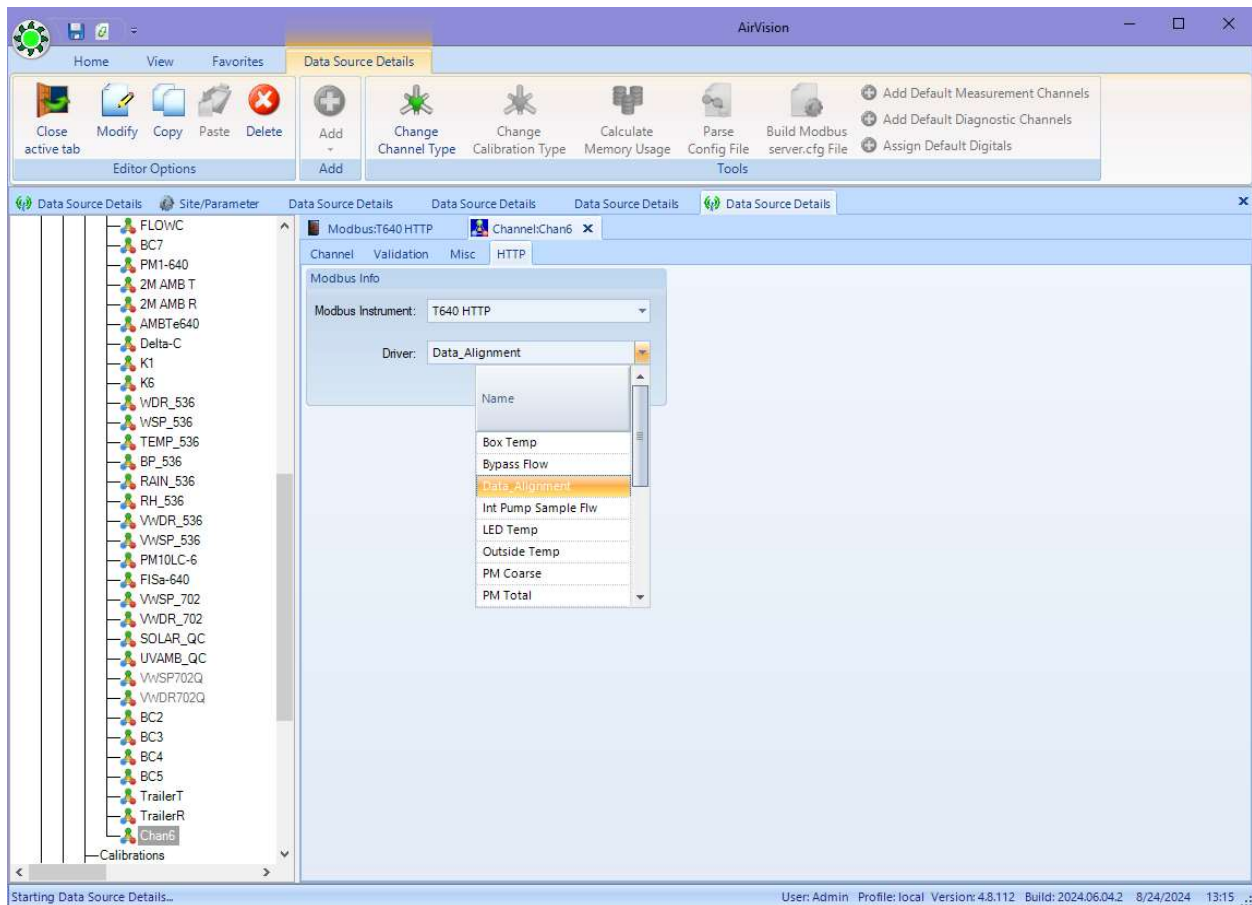 AirVision
Home View Favorites Data Source Details
Close active tab
Modify
Copy
Paste
Delete
Editor Options
Add
Add
Change Channel Type
Change Calibration Type
Calculate Memory Usage
Parse Config File
Build Modbus server.cfg File
Add Default Measurement Channels
Add Default Diagnostic Channels
Assign Default Digitals
Tools
Data Source Details Site/Parameter Data Source Details Data Source Details Data Source Details Data Source Details
FLOWC
BC7
PM1-640
2M AMB T
2M AMB R
AMBTe640
Delta-C
K1
K6
WDR_536
WSP_536
TEMP_536
BP_536
RAIN_536
RH_536
VWDR_536
VWSP_536
PM10LC-6
FISa-640
VWSP_702
VWDR_702
SOLAR_QC
UVAMB_QC
VWSP702Q
VWDR702Q
BC2
BC3
BC4
BC5
TrailerT
TrailerR
Chan6
Calibrations
Modbus:T640 HTTP Channel:Chan6
Channel Validation Misc HTTP
Modbus Info
Modbus Instrument: T640 HTTP
Driver: Data_Alignment
Name
Box Temp
Bypass Flow
Data_Alignment
Int Pump Sample Flw
LED Temp
Outside Temp
PM Coarse
PM Total
Starting Data Source Details... User: Admin Profile: local Version: 4.8.112 Build: 2024.06.04.2 8/24/2024 13:15